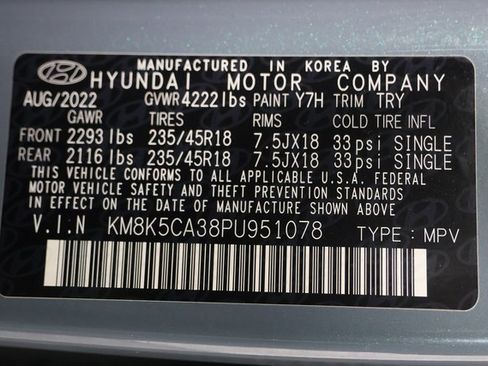 MANUFACTURED IN KOREA BY
HYUNDAI MOTOR COMPANY
AUG/2022 GVWR 4222 lbs PAINT Y7H TRIM TRY
GAWR TIRES RIMS COLD TIRE INFL
FRONT 2293 lbs 235/45R18 7.5JX18 33psi SINGLE
REAR 2116 lbs 235/45R18 7.5JX18 33psi SINGLE
THIS VEHICLE CONFORMS TO ALL APPLICABLE U.S.A. FEDERAL
MOTOR VEHICLE SAFETY AND THEFT PREVENTION STANDARDS
IN EFFECT ON THE DATE OF MANUFACTURE SHOWN ABOVE.
V.I.N KM8K5CA38PU951078 TYPE : MPV